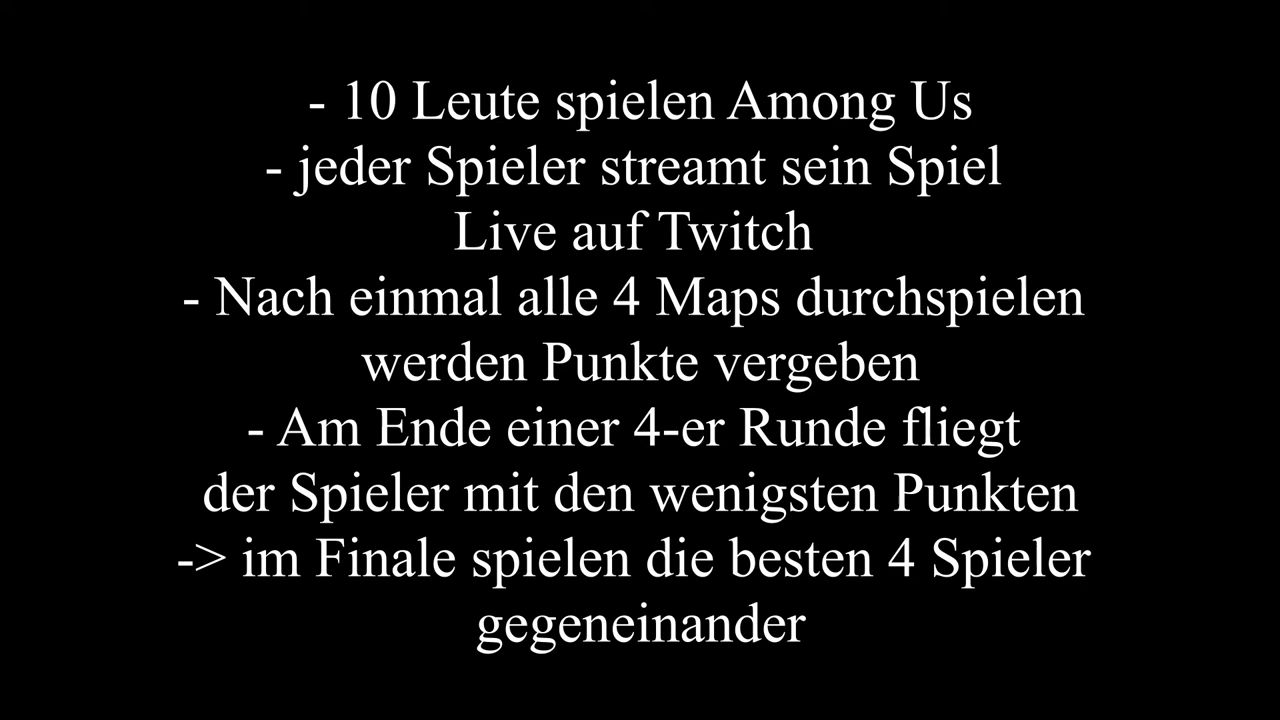 - 10 Leute spielen Among Us
- jeder Spieler streamt sein Spiel
Live auf Twitch
- Nach einmal alle 4 Maps durchspielen
werden Punkte vergeben
- Am Ende einer 4-er Runde fliegt
der Spieler mit den wenigsten Punkten
-> im Finale spielen die besten 4 Spieler
gegeneinander